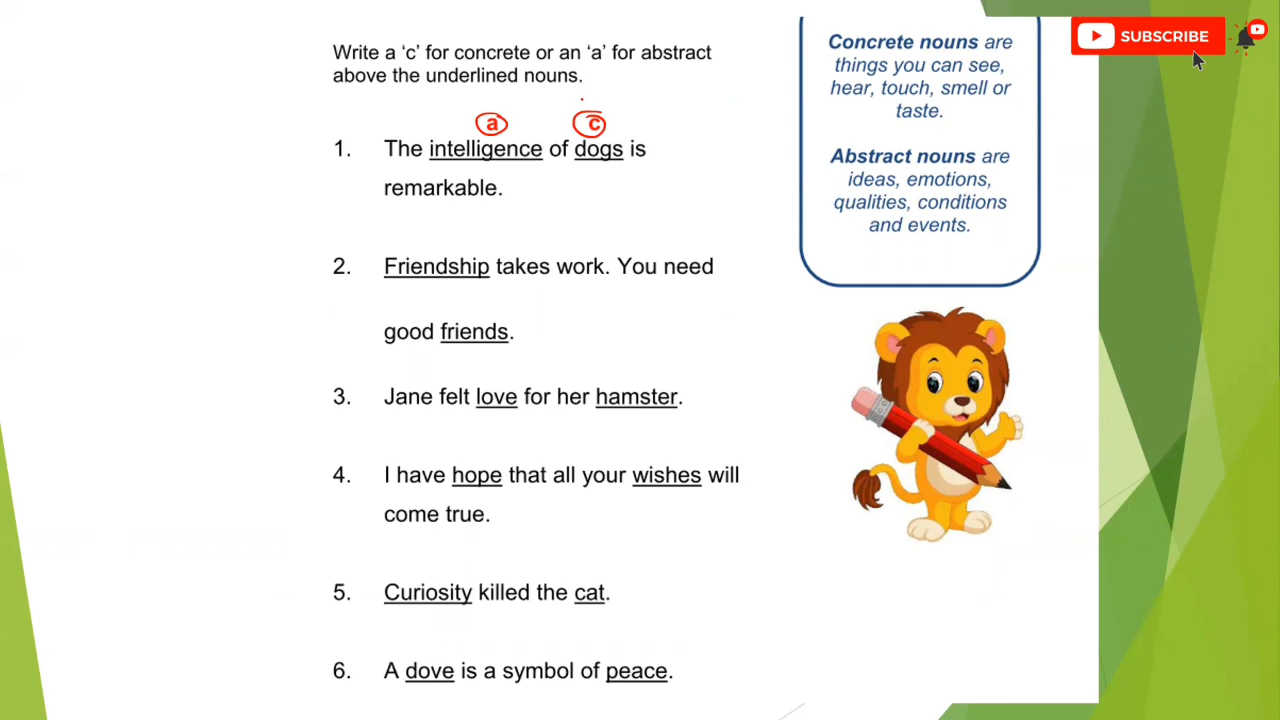 Write a ‘c’ for concrete or an ‘a’ for abstract
above the underlined nouns.
a c
1. The intelligence of dogs is
remarkable.
2. Friendship takes work. You need
good friends.
3. Jane felt love for her hamster.
4. I have hope that all your wishes will
come true.
5. Curiosity killed the cat.
6. A dove is a symbol of peace.
Concrete nouns are
things you can see,
hear, touch, smell or
taste.
Abstract nouns are
ideas, emotions,
qualities, conditions
and events.
SUBSCRIBE